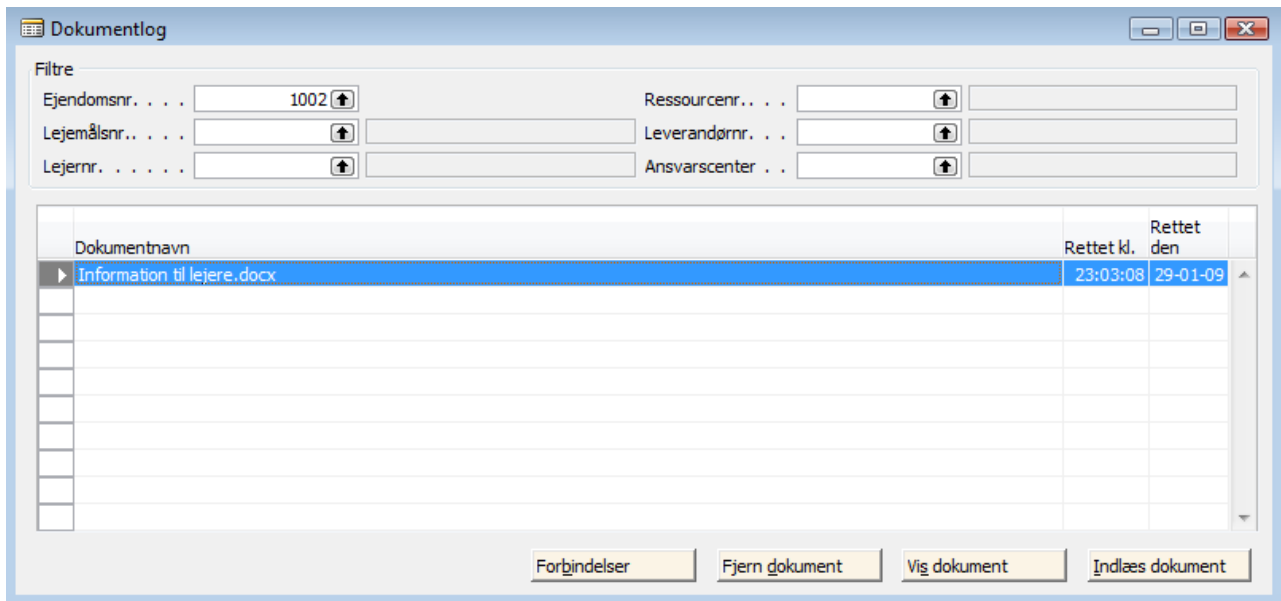 Dokumentlog
Filtre
Ejendomsnr. . . . 1002 Ressourcenr.. . .
Lejemålsnr.. . . . Leverandørnr. . .
Lejernr. . . . . . Ansvarscenter . .
Dokumentnavn Rettet kl. Rettet den
Information til lejere.docx 23:03:08 29-01-09
Forbindelser Fjern dokument Vis dokument Indlæs dokument